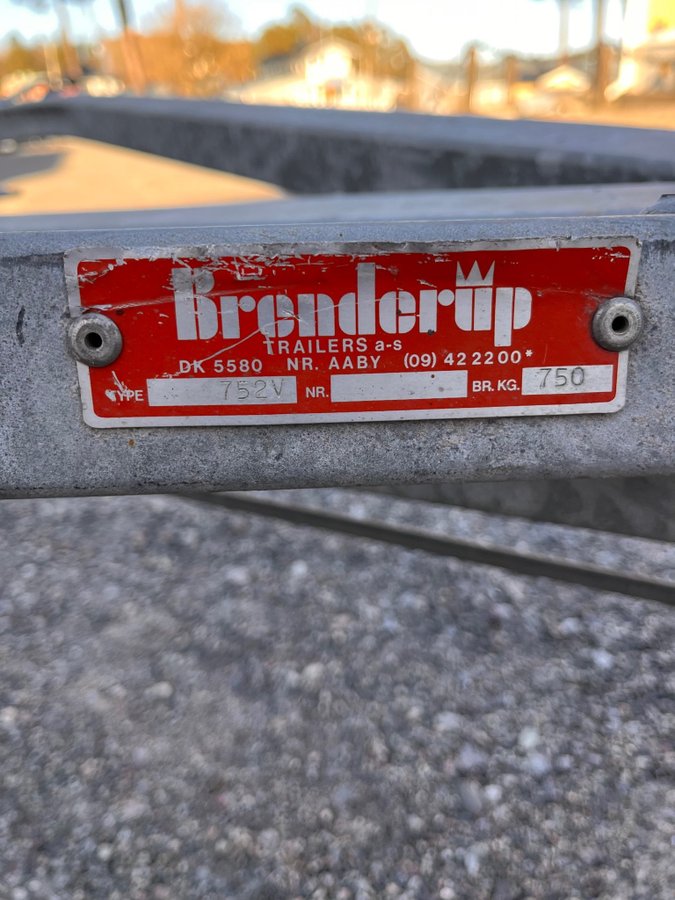 Brenderup
TRAILERS a-s
DK 5580 NR. AABY (09) 42 22 00*
TYPE 752V NR. BR. KG. 750